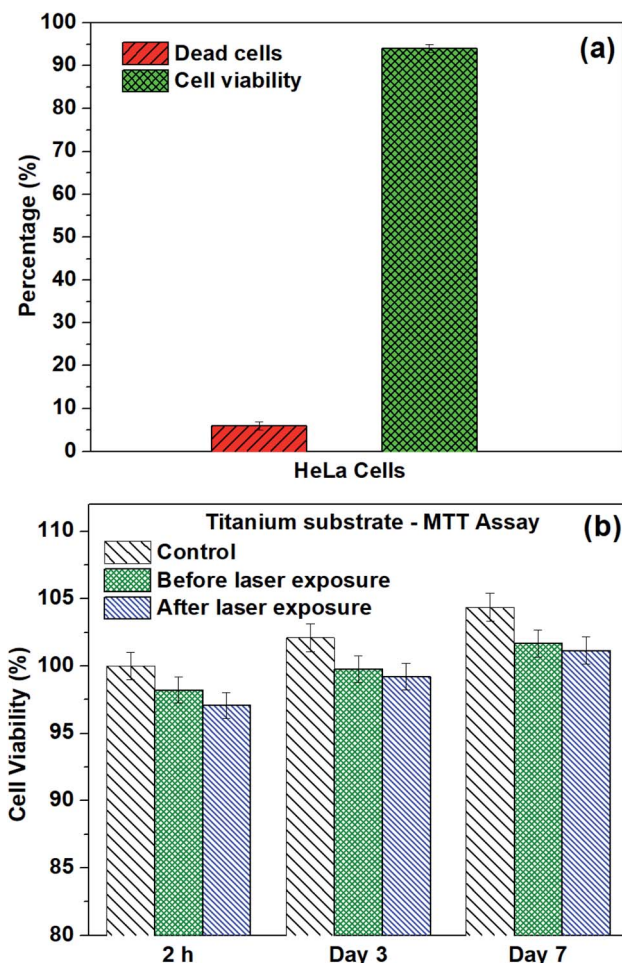 (a)
Dead cells
Cell viability
Percentage (%)
100
90
80
70
60
50
40
30
20
10
0
HeLa Cells
Titanium substrate - MTT Assay (b)
Control
Before laser exposure
After laser exposure
Cell Viability (%)
110
105
100
95
90
85
80
2 h Day 3 Day 7